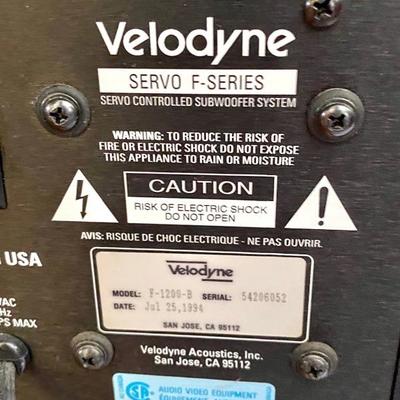 Velodyne
SERVO F-SERIES
SERVO CONTROLLED SUBWOOFER SYSTEM
WARNING: TO REDUCE THE RISK OF
FIRE OR ELECTRIC SHOCK DO NOT EXPOSE
THIS APPLIANCE TO RAIN OR MOISTURE
CAUTION
RISK OF ELECTRIC SHOCK
DO NOT OPEN
AVIS: RISQUE DE CHOC ELECTRIQUE - NE PAS OUVRIR.
USA
VAC
Hz
PS MAX
Velodyne
MODEL: F-1200-B SERIAL: 54206052
DATE: Jul 25, 1994
SAN JOSE, CA 95112
Velodyne Acoustics, Inc.
San Jose, CA 95112
AUDIO VIDEO EQUIPMENT